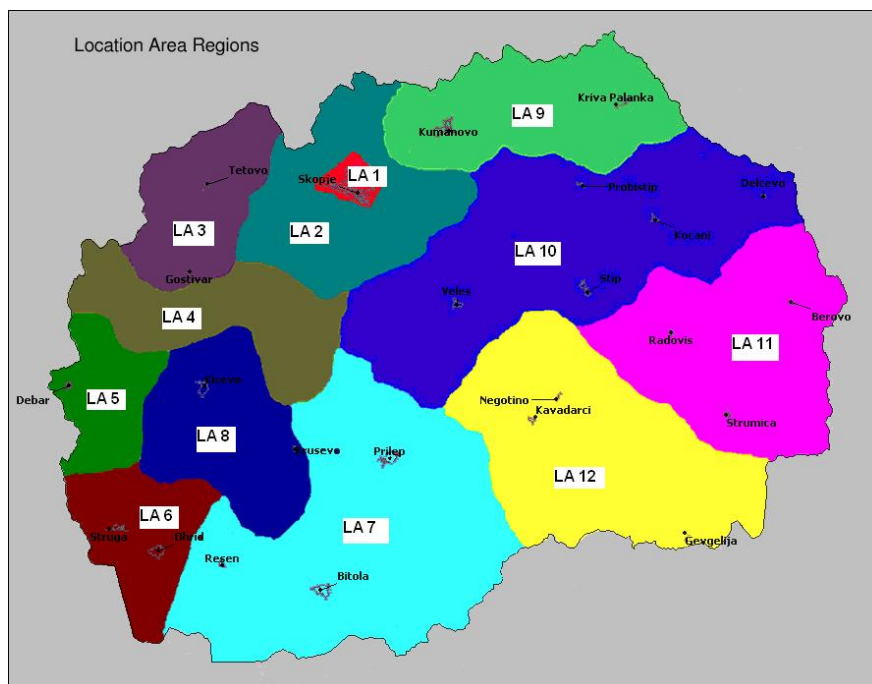 Location Area Regions
LA 9
Kriva Palanka
Kumanovo
Tetovo
Skopje
LA 1
Probistip
Delcevo
LA 3
LA 2
Kocani
LA 10
Gostivar
Stip
Veles
Berovo
LA 4
Radovis
LA 11
Debar
LA 5
Negotino
Kavadarci
Strumica
LA 8
Prilep
LA 12
LA 6
LA 7
Struga
Ohrid
Gevgelija
Resen
Bitola